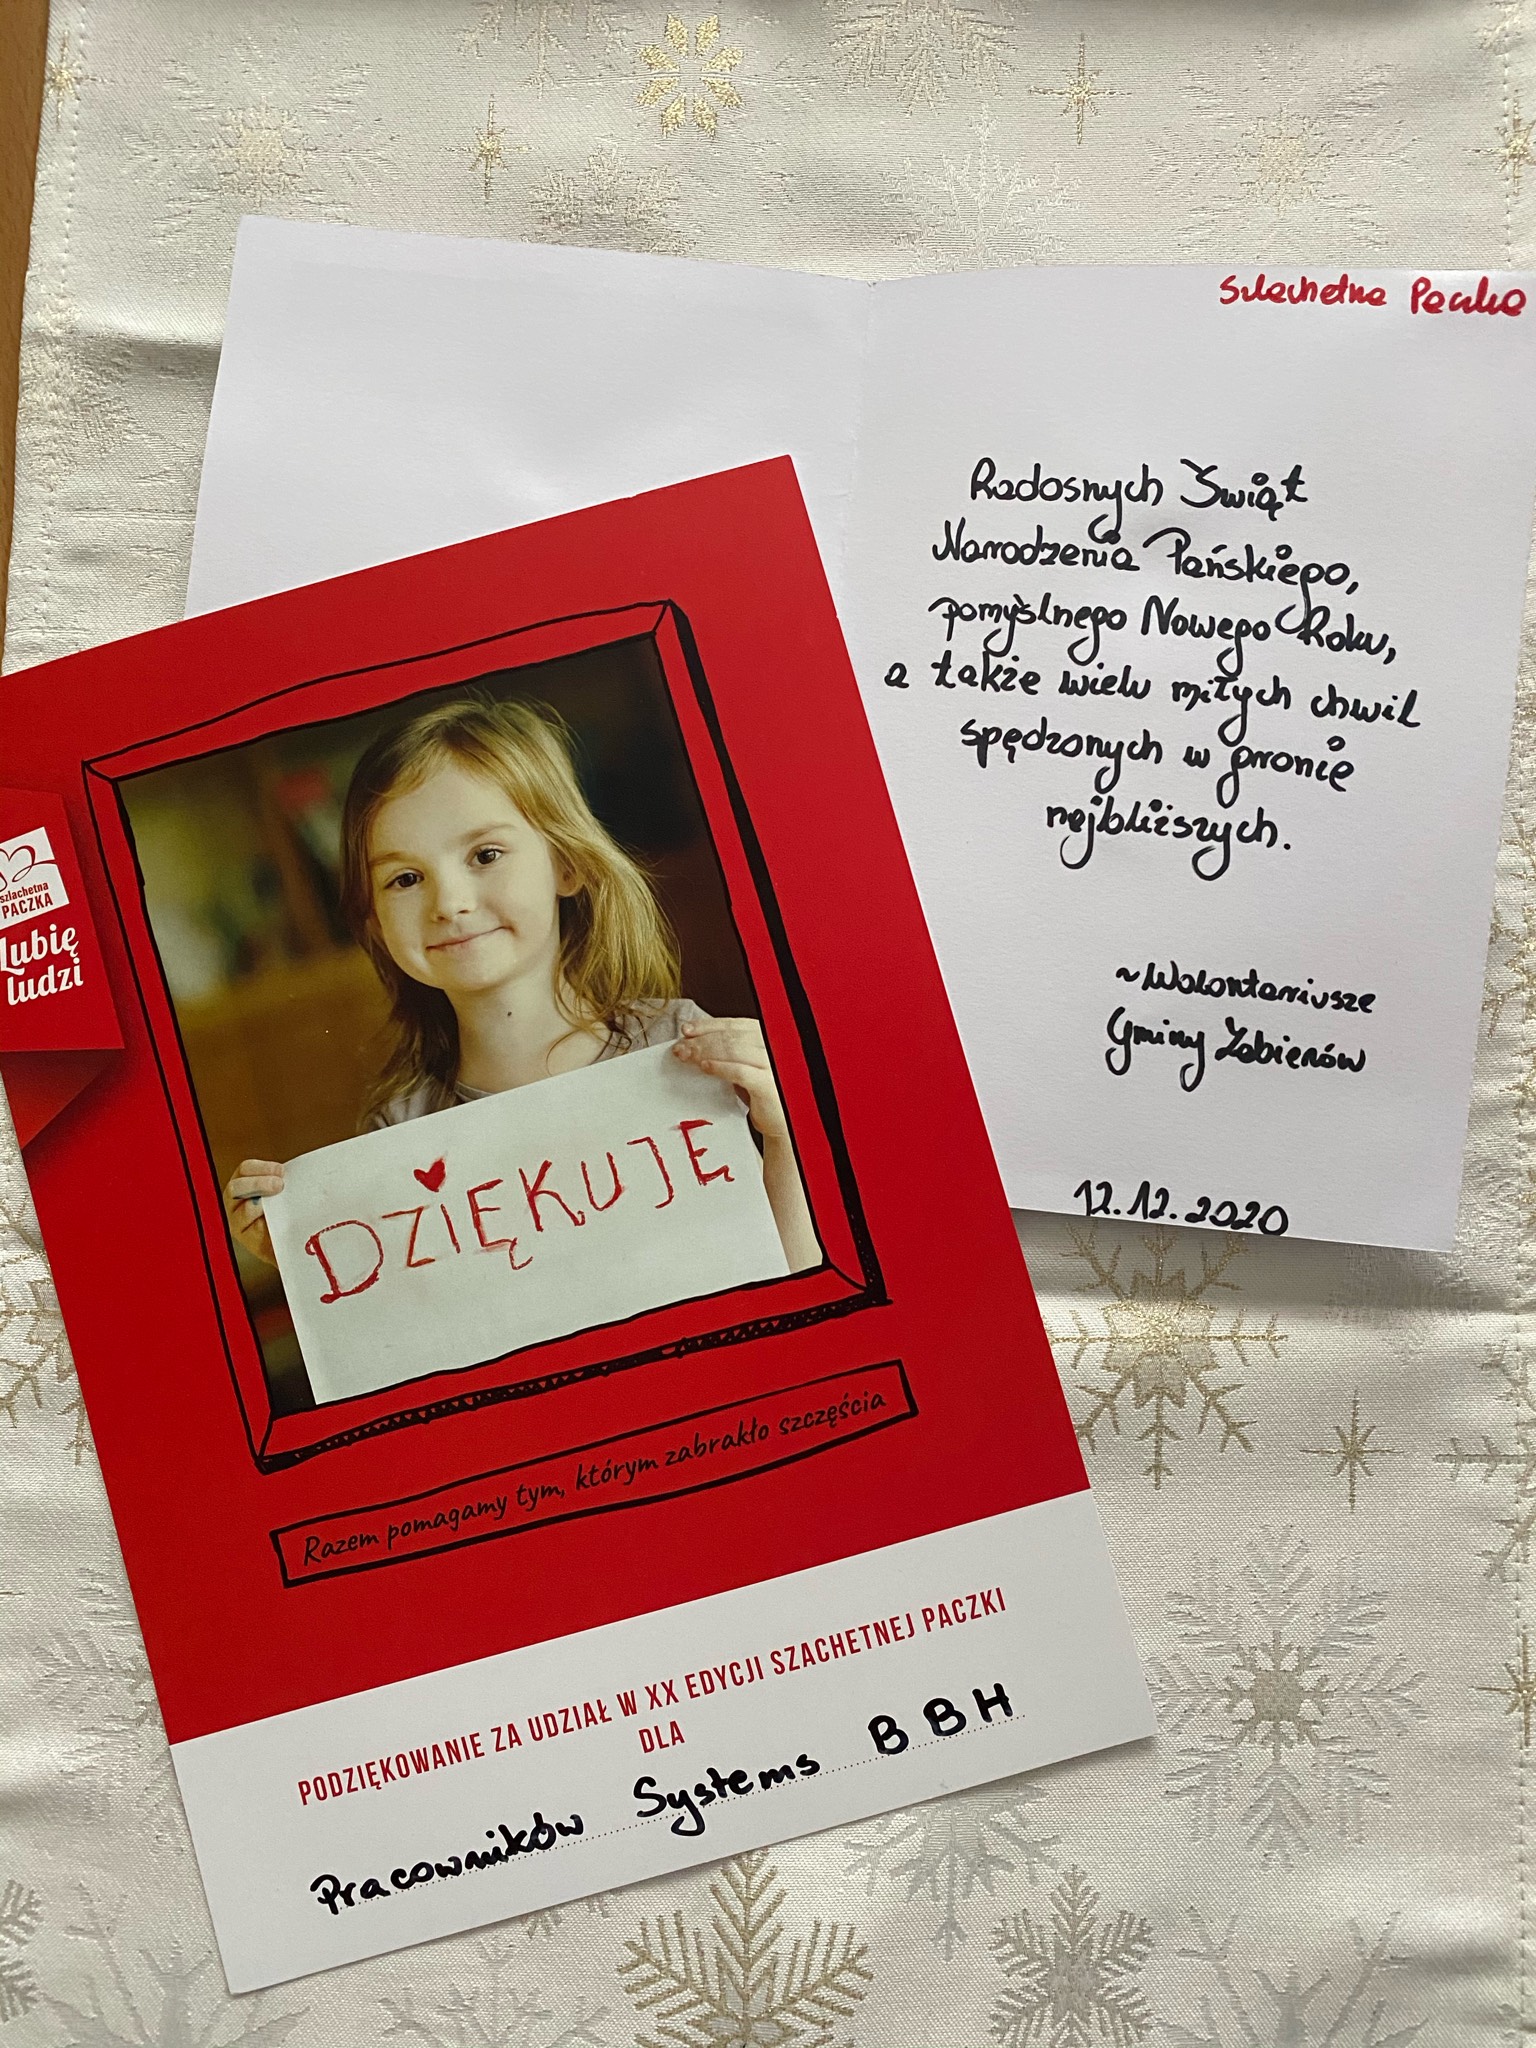 Szlachetna Paczka
Radosnych Świąt
Narodzenia Pańskiego,
pomyślnego Nowego Roku,
a także wielu miłych chwil
spędzonych w gronie
najbliższych.
~Wolontariusze
Gminy Zabierzów
12.12.2020
szlachetna
PACZKA
Lubię
ludzi
DZIĘKUJĘ
Razem pomagamy tym, którym zabrakło szczęścia
PODZIĘKOWANIE ZA UDZIAŁ W XX EDYCJI SZACHETNEJ PACZKI
DLA
Pracowników Systems BBH